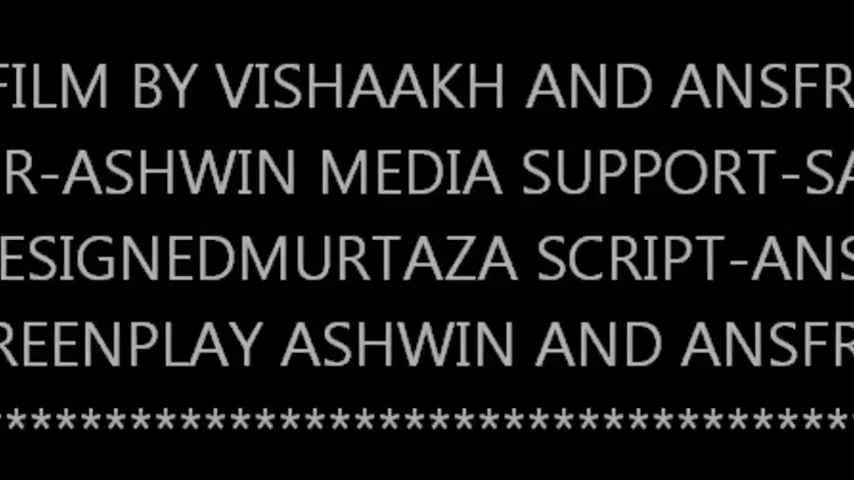 FILM BY VISHAAKH AND ANSFR
R-ASHWIN MEDIA SUPPORT-SA
ESIGNEDMURTAZA SCRIPT-ANS
REENPLAY ASHWIN AND ANSFR
**********************************